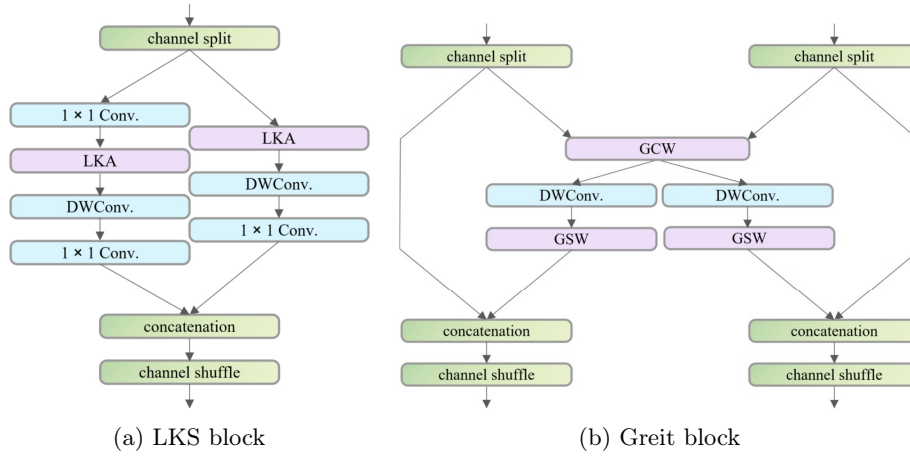 channel split
1 × 1 Conv.
LKA
DWConv.
1 × 1 Conv.
LKA
DWConv.
1 × 1 Conv.
concatenation
channel shuffle
(a) LKS block
channel split
channel split
GCW
DWConv.
DWConv.
GSW
GSW
concatenation
concatenation
channel shuffle
channel shuffle
(b) Greit block